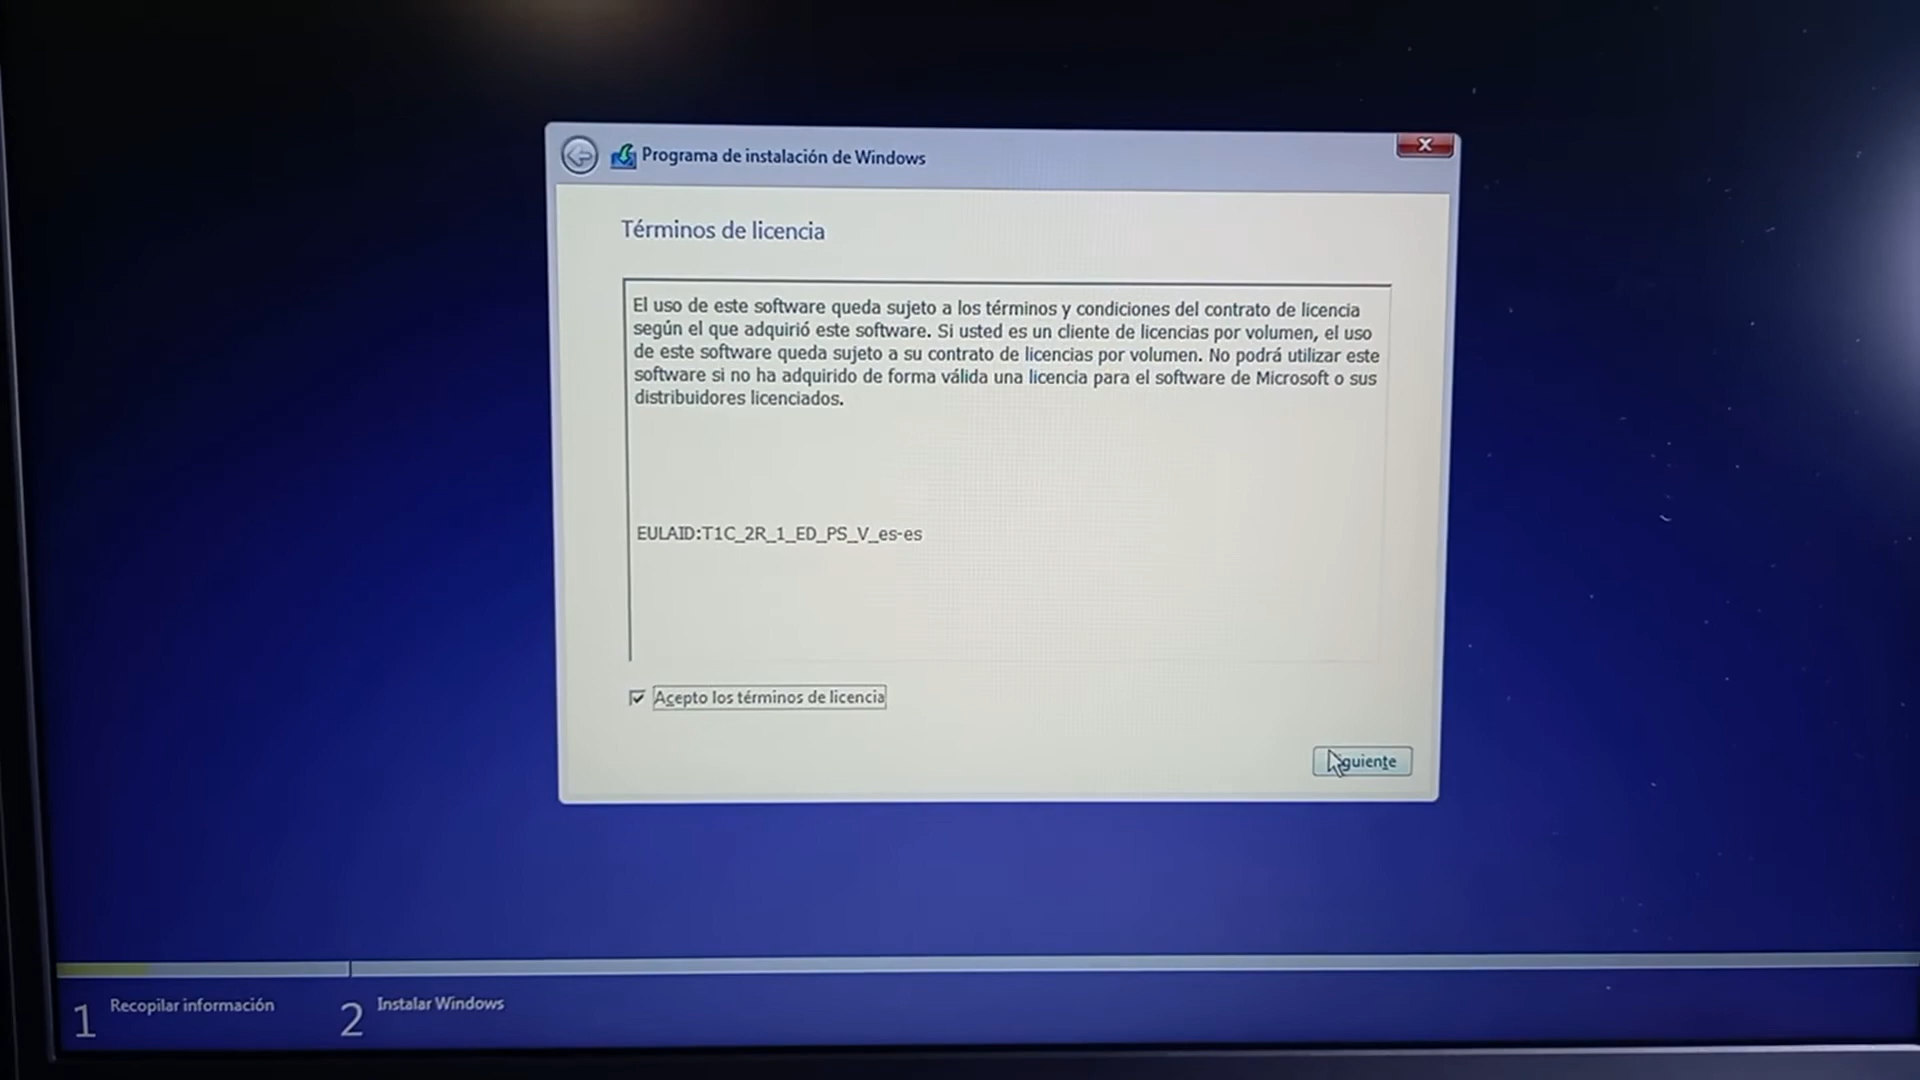 Programa de instalación de Windows
Términos de licencia
El uso de este software queda sujeto a los términos y condiciones del contrato de licencia
según el que adquirió este software. Si usted es un cliente de licencias por volumen, el uso
de este software queda sujeto a su contrato de licencias por volumen. No podrá utilizar este
software si no ha adquirido de forma válida una licencia para el software de Microsoft o sus
distribuidores licenciados.
EULAID:T1C_2R_1_ED_PS_V_es-es
Acepto los términos de licencia
Siguiente
1 Recopilar información
2 Instalar Windows